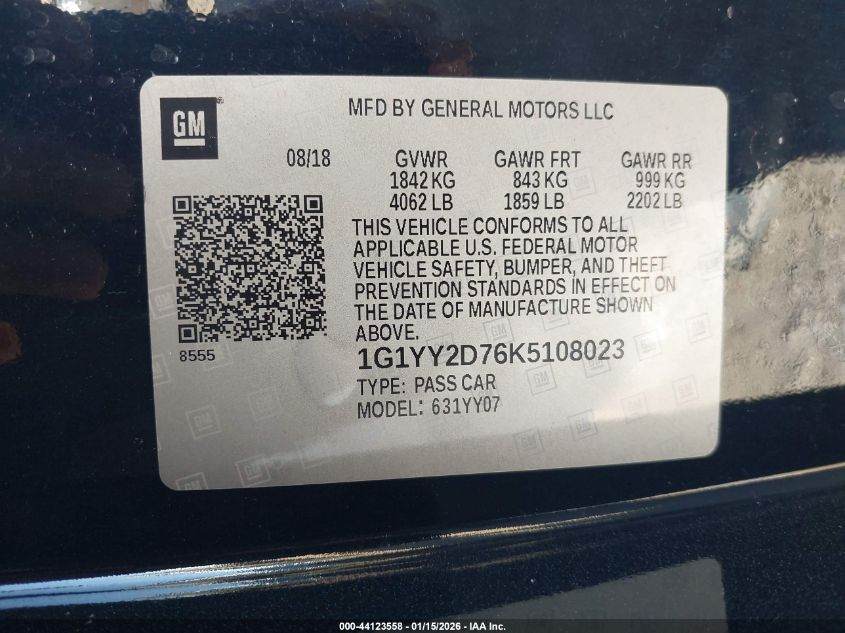 GM
MFD BY GENERAL MOTORS LLC
08/18 GVWR GAWR FRT GAWR RR
1842 KG 843 KG 999 KG
4062 LB 1859 LB 2202 LB
THIS VEHICLE CONFORMS TO ALL
APPLICABLE U.S. FEDERAL MOTOR
VEHICLE SAFETY, BUMPER, AND THEFT
PREVENTION STANDARDS IN EFFECT ON
THE DATE OF MANUFACTURE SHOWN
ABOVE.
8555
1G1YY2D76K5108023
TYPE: PASS CAR
MODEL: 631YY07
000-44123558 - 01/15/2026 - IAA Inc.